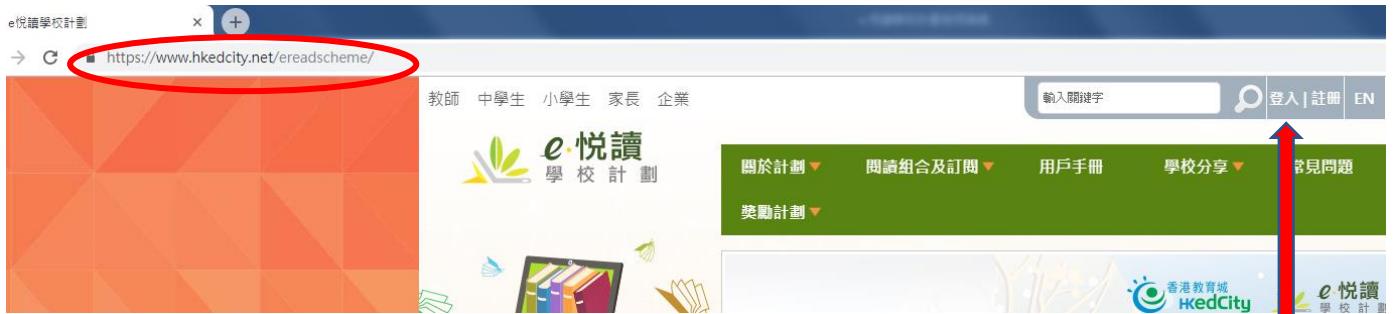 e悅讀學校計劃
https://www.hkedcity.net/ereadscheme/
教師 中學生 小學生 家長 企業
輸入關鍵字
登入 | 註冊 EN
e·悅讀
學校計劃
關於計劃 閱讀組合及訂閱 用戶手冊 學校分享 常見問題
獎勵計劃
香港教育城
HKedCity
e·悅讀
學校計劃